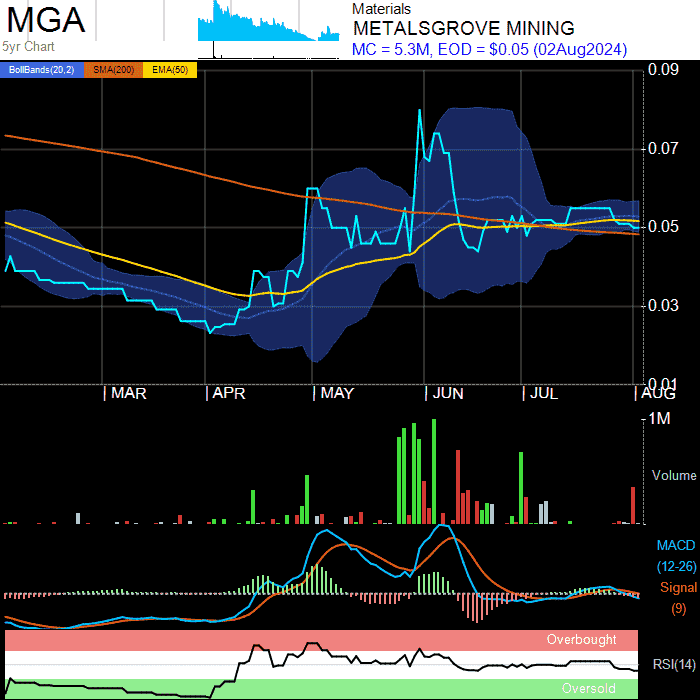 MGA
5yr Chart
Materials
METALSGROVE MINING
MC = 5.3M, EOD = $0.05 (02Aug2024)
BollBands(20,2) SMA(200) EMA(50)
0.09
0.07
0.05
0.03
0.01
MAR APR MAY JUN JUL AUG
1M
Volume
MACD
(12-26)
Signal
(9)
Overbought
RSI(14)
Oversold